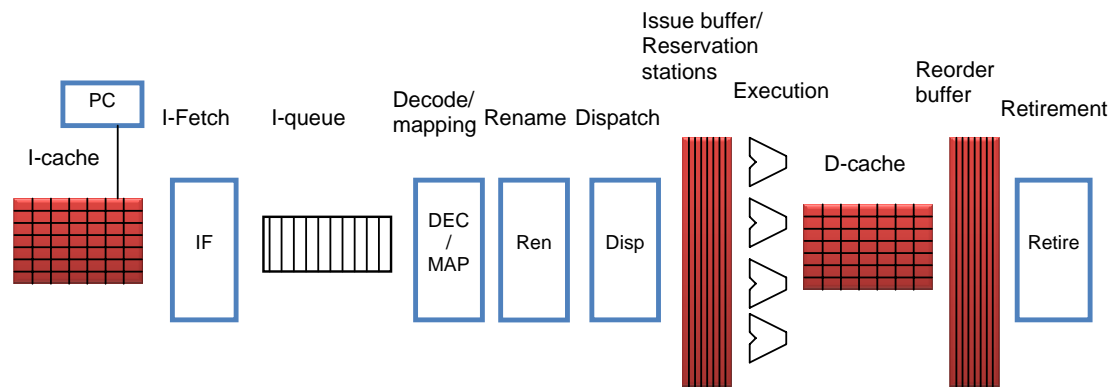 Issue buffer/
Reservation
stations
PC
I-Fetch
I-queue
Decode/
mapping
Rename
Dispatch
Execution
Reorder
buffer
Retirement
I-cache
D-cache
IF
DEC
/
MAP
Ren
Disp
Retire